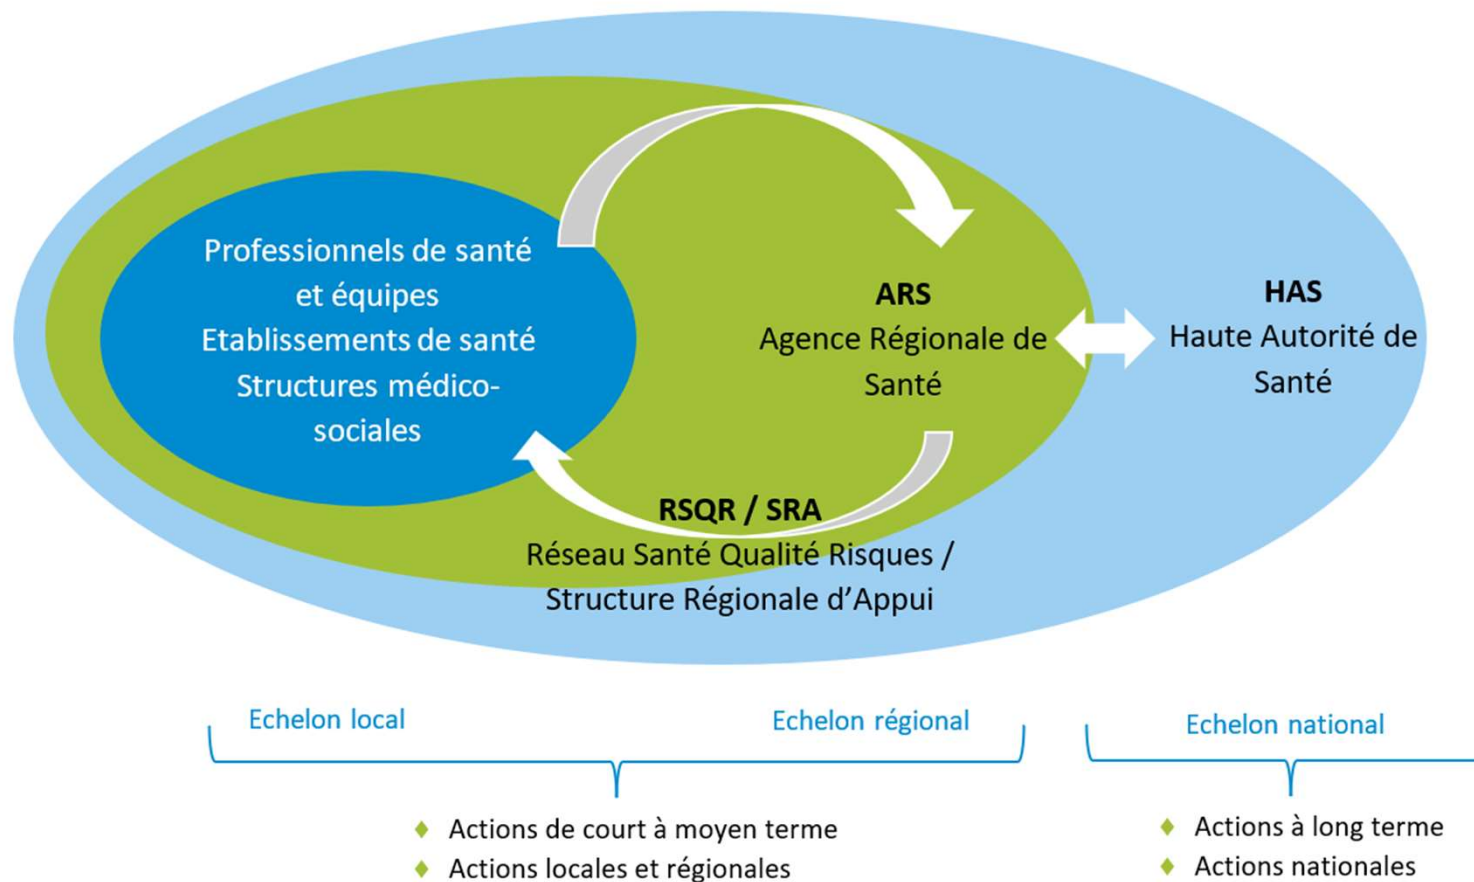 Professionnels de santé
et équipes
Etablissements de santé
Structures médico-
sociales
ARS
Agence Régionale de
Santé
HAS
Haute Autorité de
Santé
RSQR / SRA
Réseau Santé Qualité Risques /
Structure Régionale d’Appui
Echelon local
Echelon régional
Echelon national
Actions de court à moyen terme
Actions locales et régionales
Actions à long terme
Actions nationales